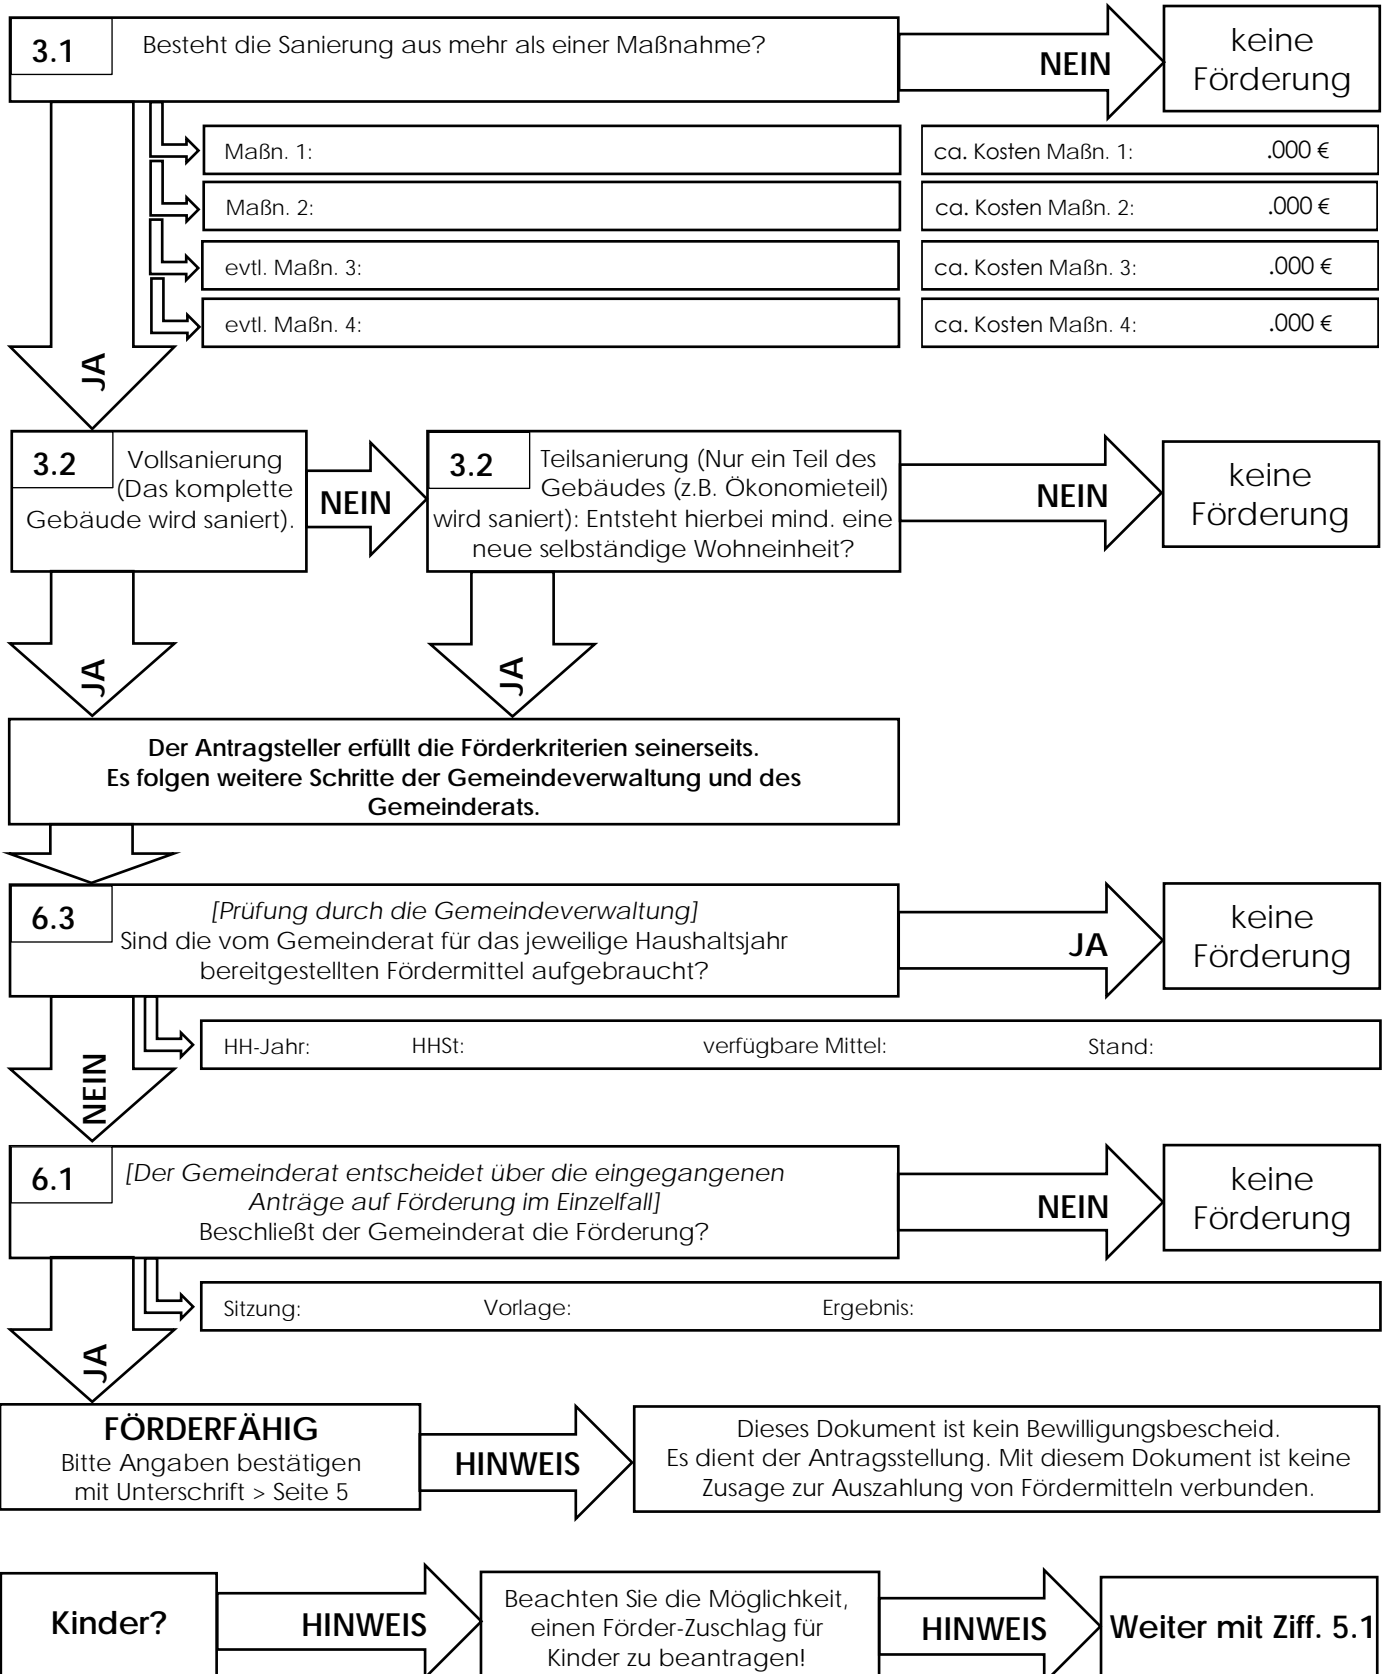 3.1
Besteht die Sanierung aus mehr als einer Maßnahme?
NEIN
keine
Förderung
Maßn. 1:
ca. Kosten Maßn. 1: .000 €
Maßn. 2:
ca. Kosten Maßn. 2: .000 €
evtl. Maßn. 3:
ca. Kosten Maßn. 3: .000 €
evtl. Maßn. 4:
ca. Kosten Maßn. 4: .000 €
JA
3.2
Vollsanierung
(Das komplette
Gebäude wird saniert).
NEIN
3.2
Teilsanierung (Nur ein Teil des
Gebäudes (z.B. Ökonomieteil)
wird saniert): Entsteht hierbei mind. eine
neue selbständige Wohneinheit?
NEIN
keine
Förderung
JA
JA
Der Antragsteller erfüllt die Förderkriterien seinerseits.
Es folgen weitere Schritte der Gemeindeverwaltung und des
Gemeinderats.
6.3
[Prüfung durch die Gemeindeverwaltung]
Sind die vom Gemeinderat für das jeweilige Haushaltsjahr
bereitgestellten Fördermittel aufgebraucht?
JA
keine
Förderung
NEIN
HH-Jahr: HHSt: verfügbare Mittel: Stand:
6.1
[Der Gemeinderat entscheidet über die eingegangenen
Anträge auf Förderung im Einzelfall]
Beschließt der Gemeinderat die Förderung?
NEIN
keine
Förderung
JA
Sitzung: Vorlage: Ergebnis:
FÖRDERFÄHIG
Bitte Angaben bestätigen
mit Unterschrift > Seite 5
HINWEIS
Dieses Dokument ist kein Bewilligungsbescheid.
Es dient der Antragsstellung. Mit diesem Dokument ist keine
Zusage zur Auszahlung von Fördermitteln verbunden.
Kinder?
HINWEIS
Beachten Sie die Möglichkeit,
einen Förder-Zuschlag für
Kinder zu beantragen!
HINWEIS
Weiter mit Ziff. 5.1